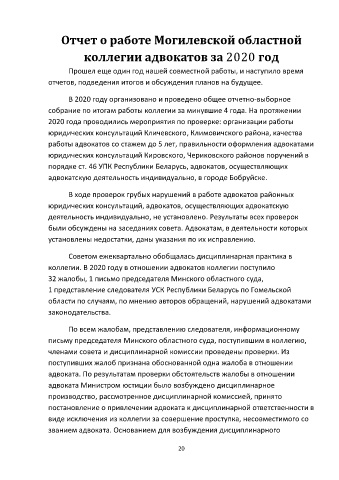 Отчет о работе Могилевской областной
коллегии адвокатов за 2020 год
Прошел еще один год нашей совместной работы, и наступило время
отчетов, подведения итогов и обсуждения планов на будущее.
В 2020 году организовано и проведено общее отчетно-выборное
собрание по итогам работы коллегии за минувшие 4 года. На протяжении
2020 года проводились мероприятия по проверке: организации работы
юридических консультаций Кличевского, Климовичского района, качества
работы адвокатов со стажем до 5 лет, правильности оформления адвокатами
юридических консультаций Кировского, Чериковского районов поручений в
порядке ст. 46 УПК Республики Беларусь, адвокатов, осуществляющих
адвокатскую деятельность индивидуально, в городе Бобруйске.
В ходе проверок грубых нарушений в работе адвокатов районных
юридических консультаций, адвокатов, осуществляющих адвокатскую
деятельность индивидуально, не установлено. Результаты всех проверок
были обсуждены на заседаниях совета. Адвокатам, в деятельности которых
установлены недостатки, даны указания по их исправлению.
Советом ежеквартально обобщалась дисциплинарная практика в
коллегии. В 2020 году в отношении адвокатов коллегии поступило
32 жалобы, 1 письмо председателя Минского областного суда,
1 представление следователя УСК Республики Беларусь по Гомельской
области по случаям, по мнению авторов обращений, нарушений адвокатами
законодательства.
По всем жалобам, представлению следователя, информационному
письму председателя Минского областного суда, поступившим в коллегию,
членами совета и дисциплинарной комиссии проведены проверки. Из
поступивших жалоб признана обоснованной одна жалоба в отношении
адвоката. По результатам проверки обстоятельств жалобы в отношении
адвоката Министром юстиции было возбуждено дисциплинарное
производство, рассмотренное дисциплинарной комиссией, принято
постановление о привлечении адвоката к дисциплинарной ответственности в
виде исключения из коллегии за совершение проступка, несовместимого со
званием адвоката. Основанием для возбуждения дисциплинарного
20